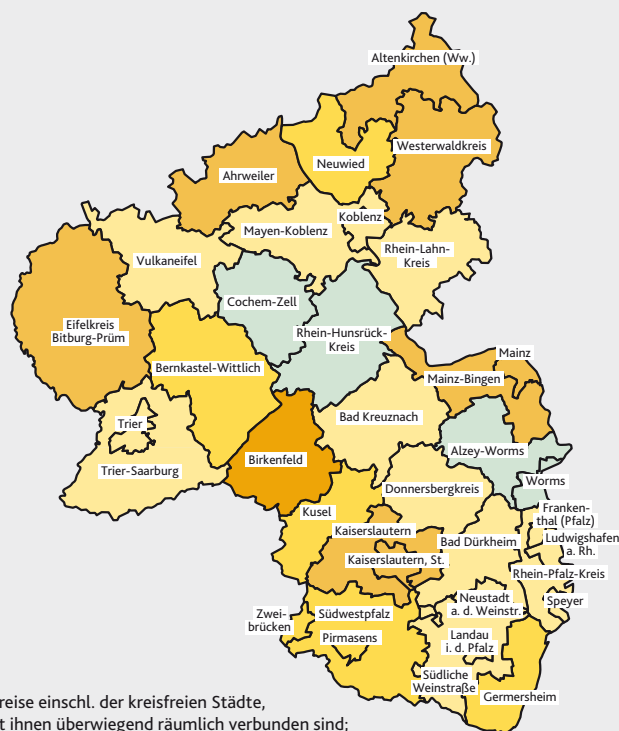 Altenkirchen (Ww.)
Westerwaldkreis
Neuwied
Ahrweiler
Koblenz
Mayen-Koblenz
Rhein-Lahn-
Kreis
Vulkaneifel
Cochem-Zell
Eifelkreis
Bitburg-Prüm
Rhein-Hunsrück-
Kreis
Mainz
Bernkastel-Wittlich
Mainz-Bingen
Trier
Bad Kreuznach
Alzey-Worms
Birkenfeld
Trier-Saarburg
Worms
Donnersbergkreis
Kusel
Franken-
thal (Pfalz)
Kaiserslautern
Bad Dürkheim
Ludwigshafen
a. Rh.
Kaiserslautern, St.
Rhein-Pfalz-Kreis
Neustadt
a. d. Weinstr.
Speyer
Zwei-
brücken
Südwestpfalz
Pirmasens
Landau
i. d. Pfalz
Südliche
Weinstraße
Germersheim
reise einschl. der kreisfreien Städte,
t ihnen überwiegend räumlich verbunden sind;